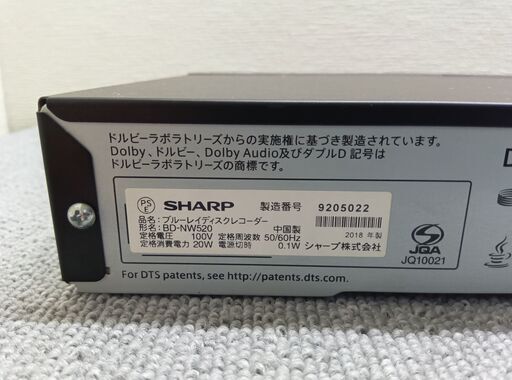 ドルビーラボラトリーズからの実施権に基づき製造されています。
Dolby、ドルビー、Dolby Audio及びダブルD 記号は
ドルビーラボラトリーズの商標です。
PS
E
SHARP
製造番号 9205022
品名:ブルーレイディスクレコーダー
形名:BD-NW520 中国製 2018 年製
定格電圧 100V 定格周波数 50/60Hz
定格消費電力 20W 電源切時 0.1W シャープ株式会社
JQA
JQ10021
For DTS patents, see http://patents.dts.com.
D